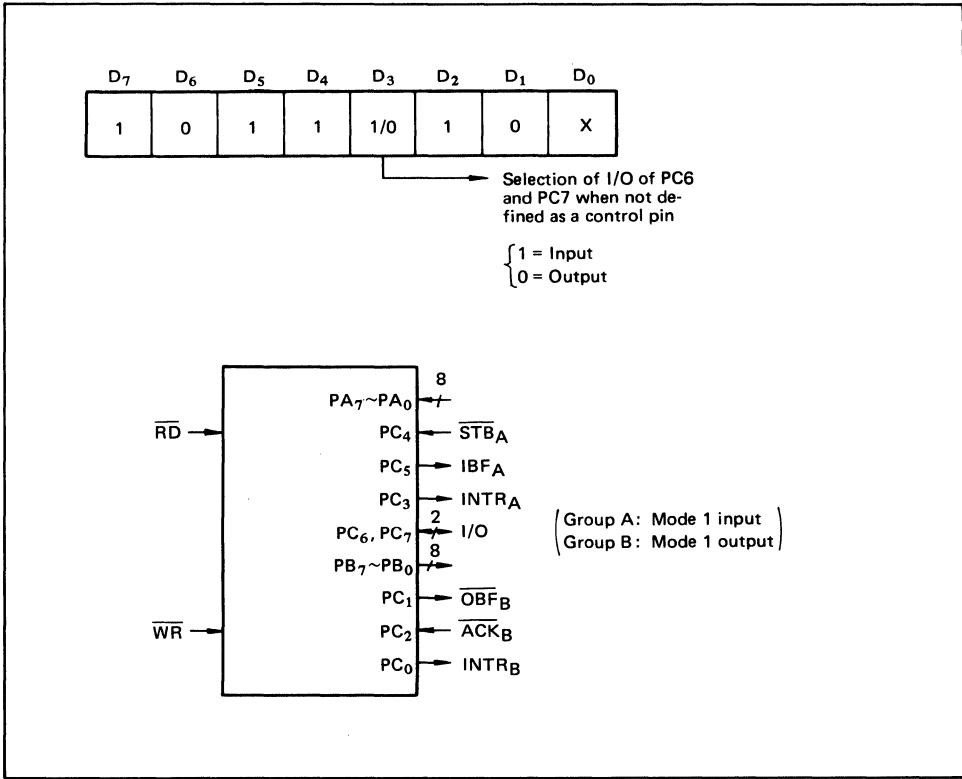 D7 D6 D5 D4 D3 D2 D1 D0
1 0 1 1 1/0 1 0 X
Selection of I/O of PC6
and PC7 when not de-
fined as a control pin
1 = Input
0 = Output
8
PA7~PA0
RD PC4 STBA
PC5 IBFA
PC3 INTRA
2
PC6, PC7 I/O
(Group A: Mode 1 input
Group B: Mode 1 output)
8
PB7~PB0
PC1 OBFB
WR PC2 ACKB
PC0 INTRB